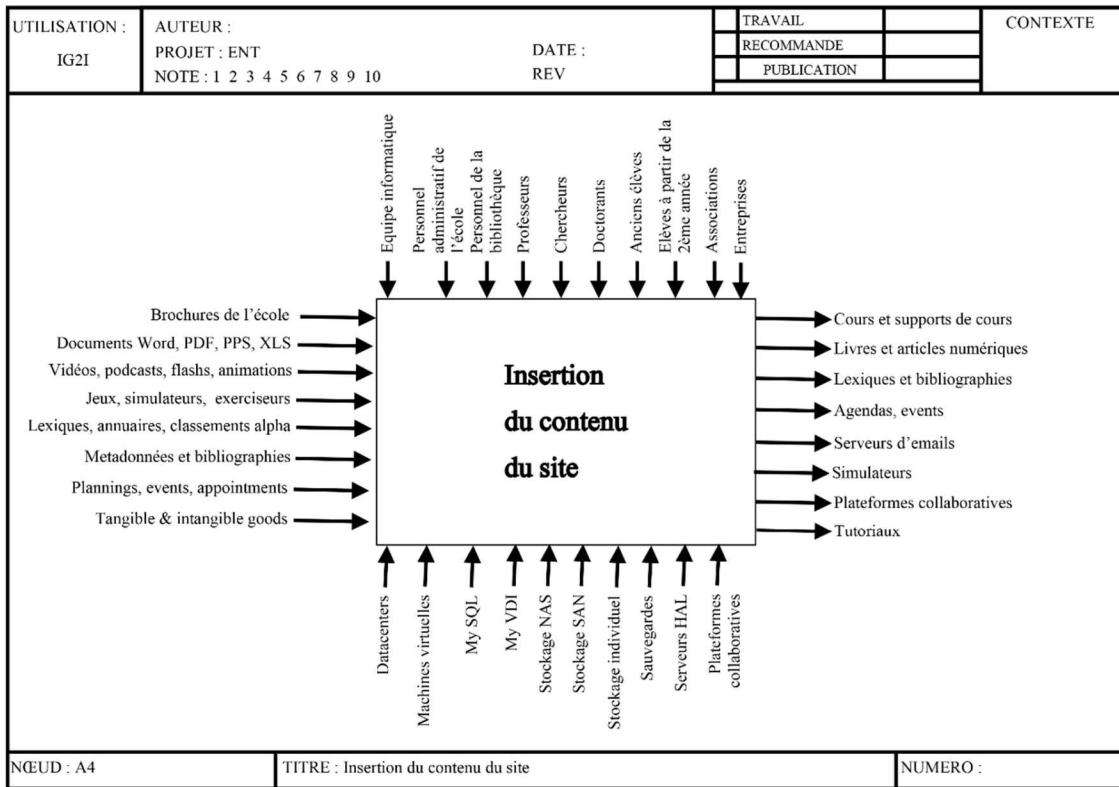 UTILISATION :
IG2I
AUTEUR :
PROJET : ENT
NOTE : 1 2 3 4 5 6 7 8 9 10
DATE :
REV
TRAVAIL
RECOMMANDE
PUBLICATION
CONTEXTE
Equipe informatique
Personnel
administratif de
l’école
Personnel de la
bibliothèque
Professeurs
Chercheurs
Doctorants
Anciens élèves
Elèves à partir de la
2ème année
Associations
Entreprises
Brochures de l’école
Documents Word, PDF, PPS, XLS
Vidéos, podcasts, flashs, animations
Jeux, simulateurs, exerciseurs
Lexiques, annuaires, classements alpha
Metadonnées et bibliographies
Plannings, events, appointments
Tangible & intangible goods
Insertion
du contenu
du site
Cours et supports de cours
Livres et articles numériques
Lexiques et bibliographies
Agendas, events
Serveurs d’emails
Simulateurs
Plateformes collaboratives
Tutoriaux
Datacenters
Machines virtuelles
My SQL
My VDI
Stockage NAS
Stockage SAN
Stockage individuel
Sauvegardes
Serveurs HAL
Plateformes
collaboratives
NŒUD : A4
TITRE : Insertion du contenu du site
NUMERO :